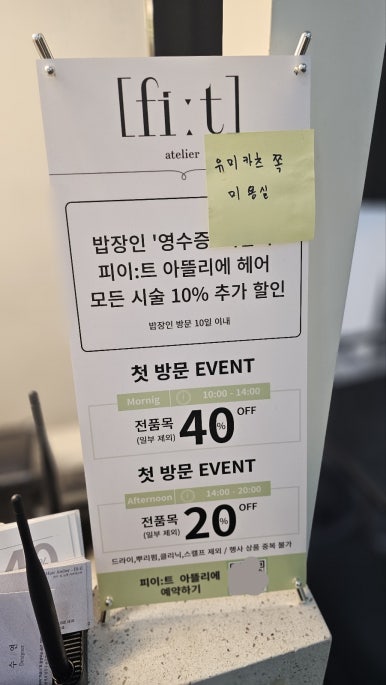 [fi:t]
atelier
유미카츠 쪽
미용실
밥장인 '영수증
피이:트 아뜰리에 헤어
모든 시술 10% 추가 할인
밥장인 방문 10일 이내
첫 방문 EVENT
Mornig 10:00 - 14:00
전품목 40% OFF
(일부 제외)
첫 방문 EVENT
Afternoon 14:00 - 20:00
전품목 20% OFF
(일부 제외)
드라이,뿌리펌,클리닉,스캘프 제외 / 행사 상품 중복 불가
피이:트 아뜰리에
예약하기
수 연
Designer